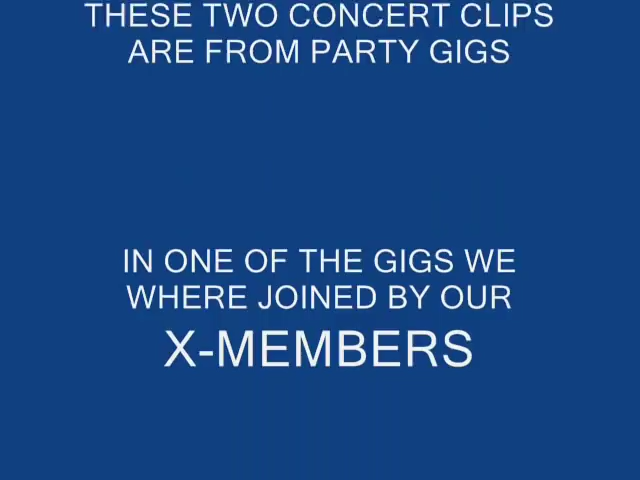 THESE TWO CONCERT CLIPS
ARE FROM PARTY GIGS
IN ONE OF THE GIGS WE
WHERE JOINED BY OUR
X-MEMBERS